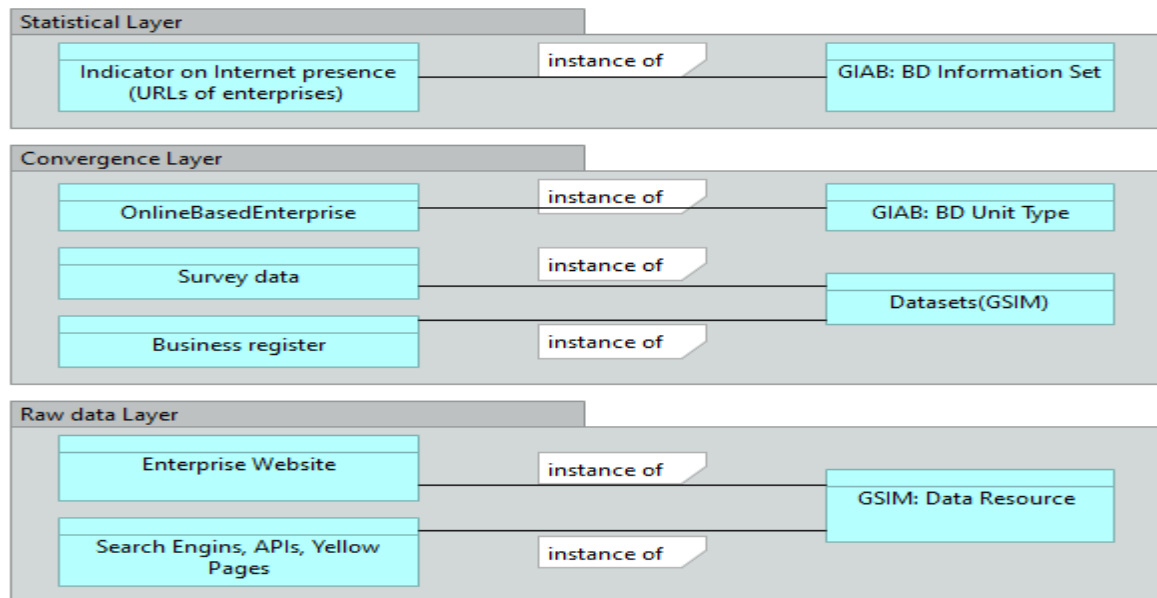 Statistical Layer
Indicator on Internet presence
(URLs of enterprises)
instance of
GIAB: BD Information Set
Convergence Layer
OnlineBasedEnterprise
instance of
GIAB: BD Unit Type
Survey data
instance of
Datasets(GSIM)
Business register
instance of
Raw data Layer
Enterprise Website
instance of
GSIM: Data Resource
Search Engins, APIs, Yellow
Pages
instance of